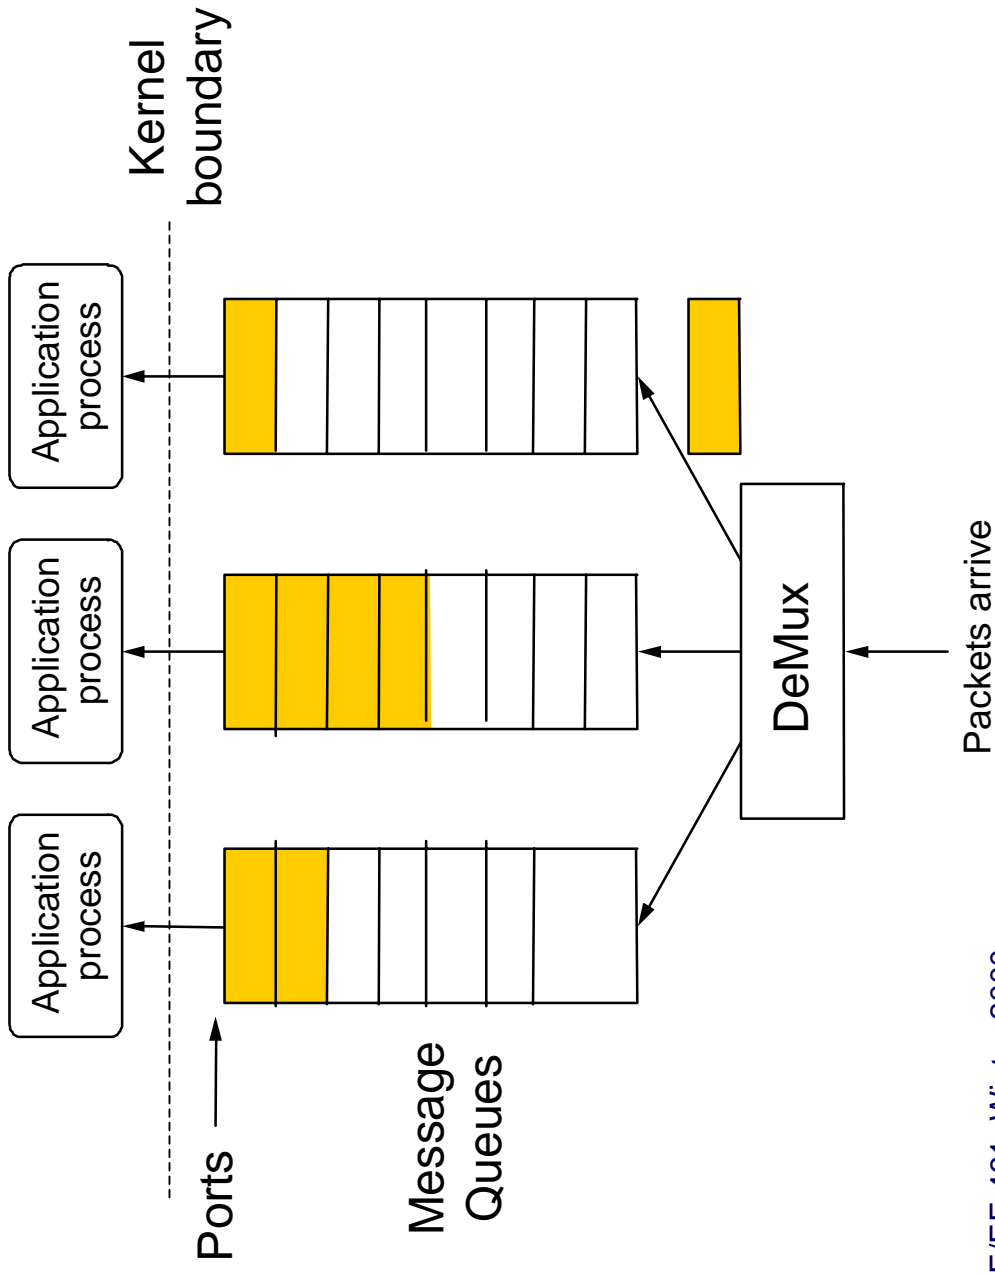 Application
process
Application
process
Application
process
Kernel
boundary
Ports
Message
Queues
DeMux
Packets arrive